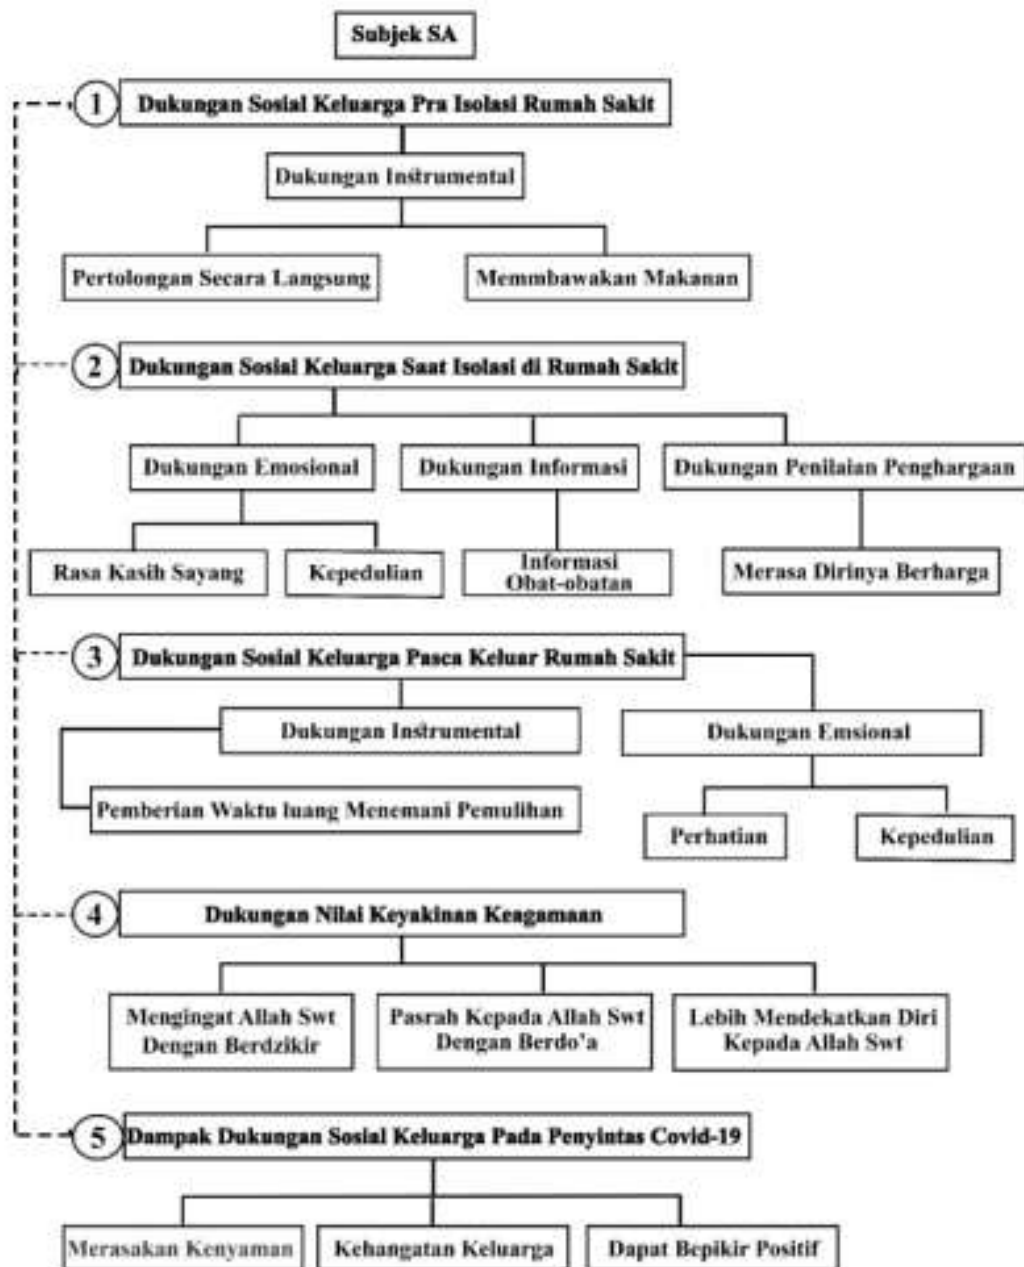 Subjek SA
1 Dukungan Sosial Keluarga Pra Isolasi Rumah Sakit
Dukungan Instrumental
Pertolongan Secara Langsung
Memmbawakan Makanan
2 Dukungan Sosial Keluarga Saat Isolasi di Rumah Sakit
Dukungan Emosional
Dukungan Informasi
Dukungan Penilaian Penghargaan
Rasa Kasih Sayang
Kepedulian
Informasi
Obat-obatan
Merasa Dirinya Berharga
3 Dukungan Sosial Keluarga Pasca Keluar Rumah Sakit
Dukungan Instrumental
Dukungan Emsional
Pemberian Waktu luang Menemani Pemulihan
Perhatian
Kepedulian
4 Dukungan Nilai Keyakinan Keagamaan
Mengingat Allah Swt
Dengan Berdzikir
Pasrah Kepada Allah Swt
Dengan Berdo'a
Lebih Mendekatkan Diri
Kepada Allah Swt
5 Dampak Dukungan Sosial Keluarga Pada Penyintas Covid-19
Merasakan Kenyaman
Kehangatan Keluarga
Dapat Bepikir Positif